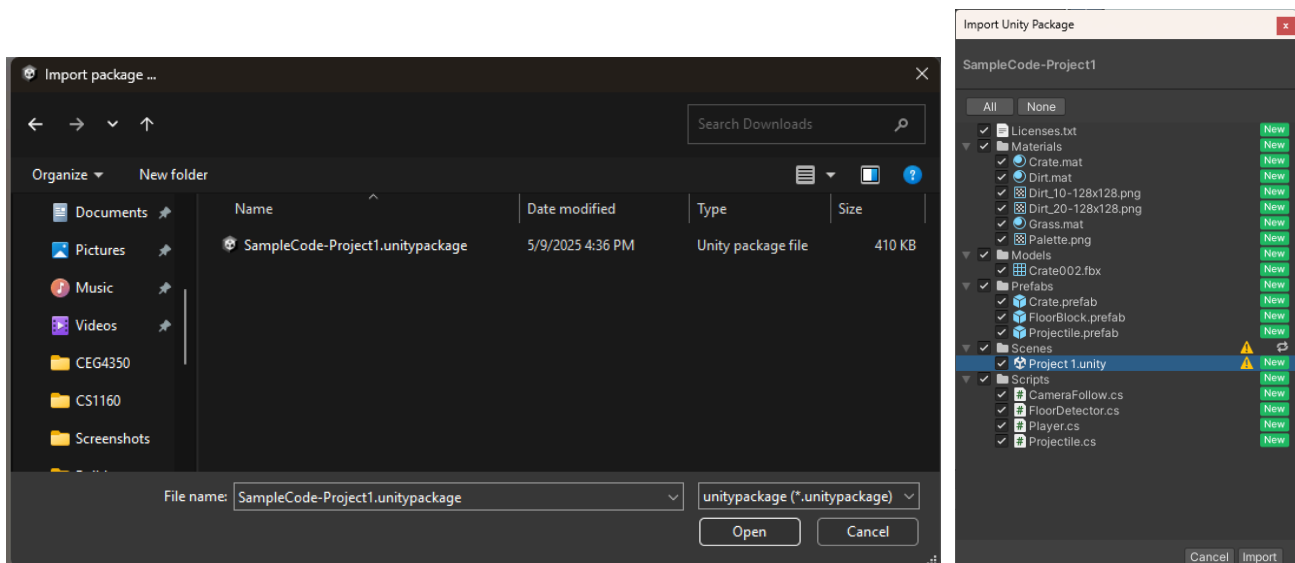 Import package ...
Search Downloads
Organize
New folder
Documents
Pictures
Music
Videos
CEG4350
CS1160
Screenshots
Name
Date modified
Type
Size
SampleCode-Project1.unitypackage
5/9/2025 4:36 PM
Unity package file
410 KB
File name:
SampleCode-Project1.unitypackage
unitypackage (*.unitypackage)
Open
Cancel
Import Unity Package
x
SampleCode-Project1
All
None
Licenses.txt New
Materials New
Crate.mat New
Dirt.mat New
Dirt_10-128x128.png New
Dirt_20-128x128.png New
Grass.mat New
Palette.png New
Models New
Crate002.fbx New
Prefabs New
Crate.prefab New
FloorBlock.prefab New
Projectile.prefab New
Scenes
Project 1.unity New
Scripts New
CameraFollow.cs New
FloorDetector.cs New
Player.cs New
Projectile.cs New
Cancel
Import